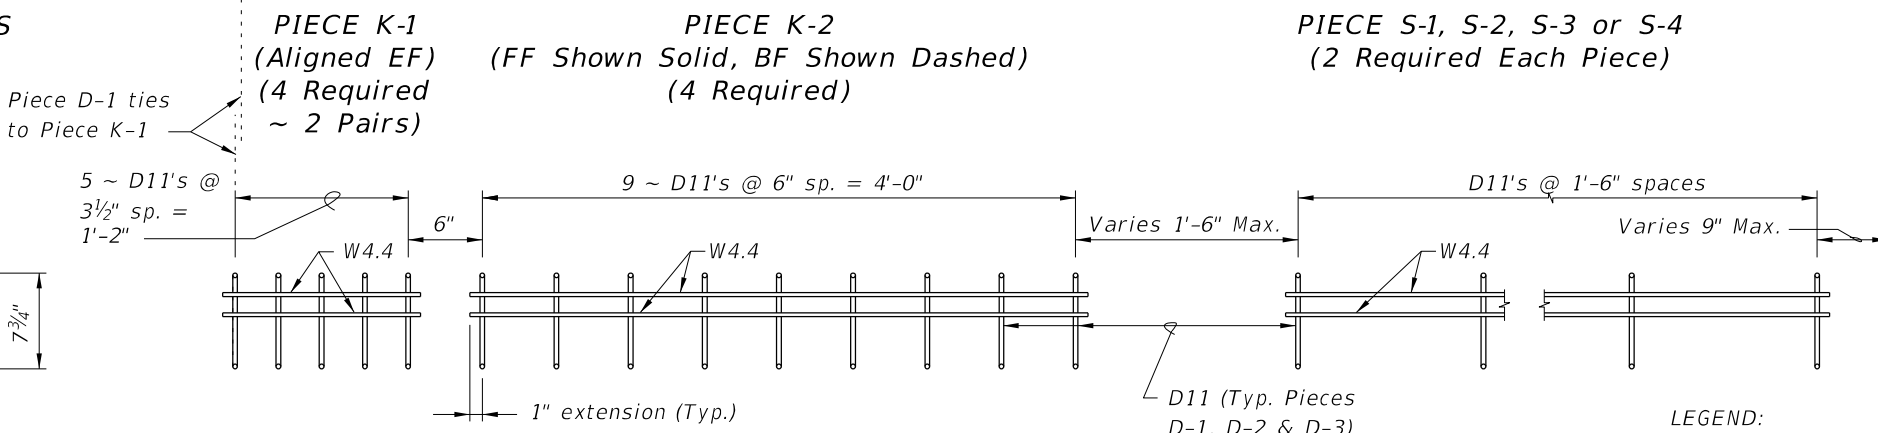 S
PIECE K-1
(Aligned EF)
(4 Required
~ 2 Pairs)
PIECE K-2
(FF Shown Solid, BF Shown Dashed)
(4 Required)
PIECE S-1, S-2, S-3 or S-4
(2 Required Each Piece)
Piece D-1 ties
to Piece K-1
5 ~ D11's @
3½" sp. =
1'-2"
6"
9 ~ D11's @ 6" sp. = 4'-0"
Varies 1'-6" Max.
D11's @ 1'-6" spaces
Varies 9" Max.
W4.4
W4.4
W4.4
7¾"
1" extension (Typ.)
D11 (Typ. Pieces
D-1, D-2 & D-3)
LEGEND: